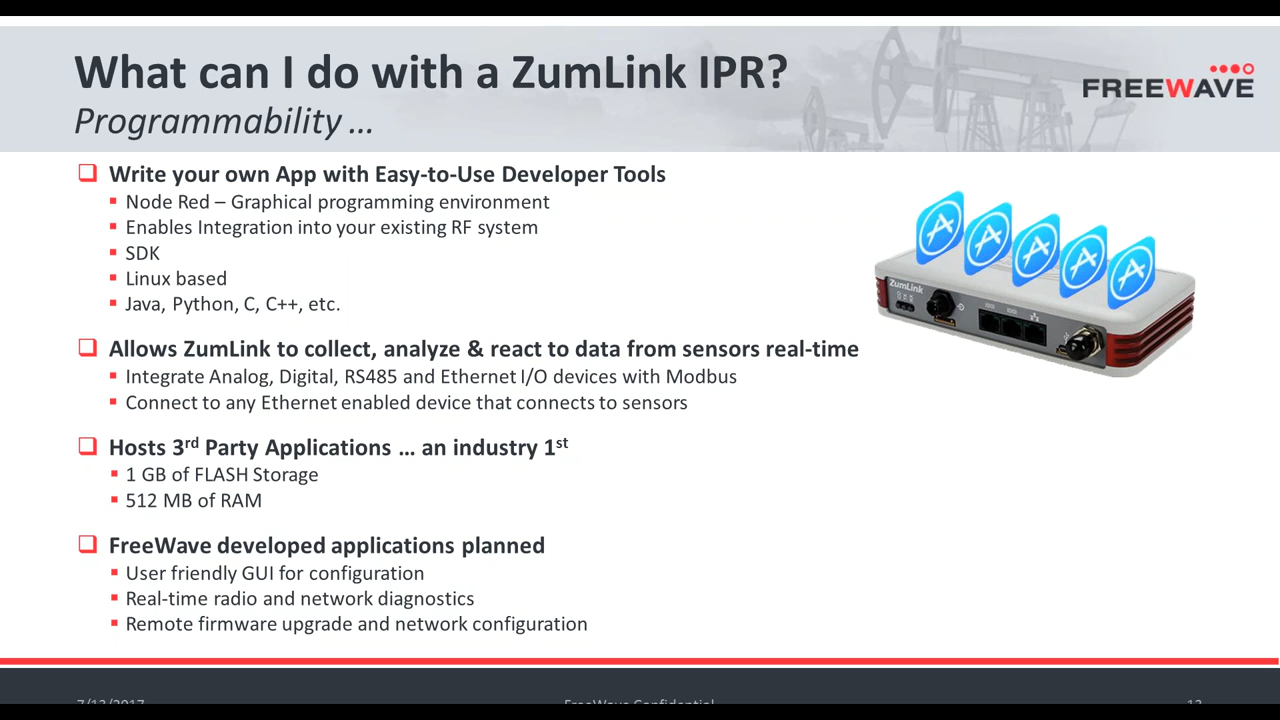 What can I do with a ZumLink IPR?
Programmability ...
FREEWAVE
Write your own App with Easy-to-Use Developer Tools
Node Red – Graphical programming environment
Enables Integration into your existing RF system
SDK
Linux based
Java, Python, C, C++, etc.
ZumLink
Allows ZumLink to collect, analyze & react to data from sensors real-time
Integrate Analog, Digital, RS485 and Ethernet I/O devices with Modbus
Connect to any Ethernet enabled device that connects to sensors
Hosts 3rd Party Applications ... an industry 1st
1 GB of FLASH Storage
512 MB of RAM
FreeWave developed applications planned
User friendly GUI for configuration
Real-time radio and network diagnostics
Remote firmware upgrade and network configuration
FreeWave Confidential